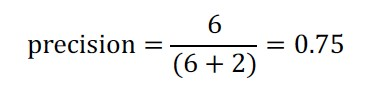 precision = 6 / (6 + 2) = 0.75